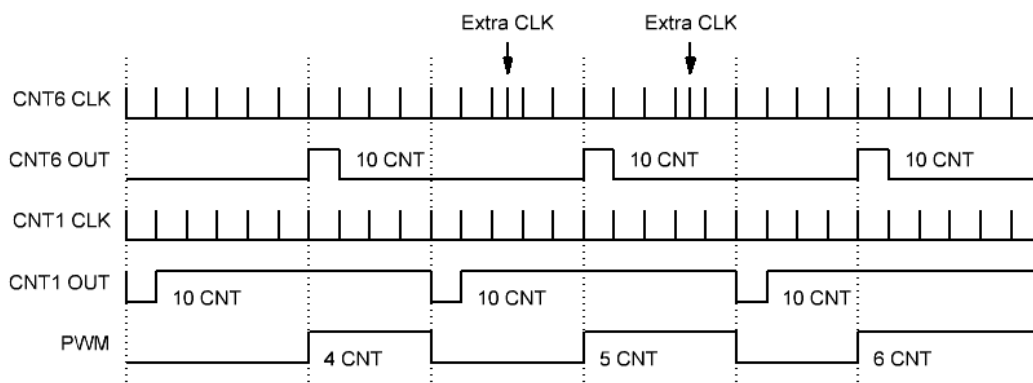 Extra CLK Extra CLK
CNT6 CLK
CNT6 OUT 10 CNT 10 CNT 10 CNT
CNT1 CLK
CNT1 OUT 10 CNT 10 CNT 10 CNT
PWM 4 CNT 5 CNT 6 CNT